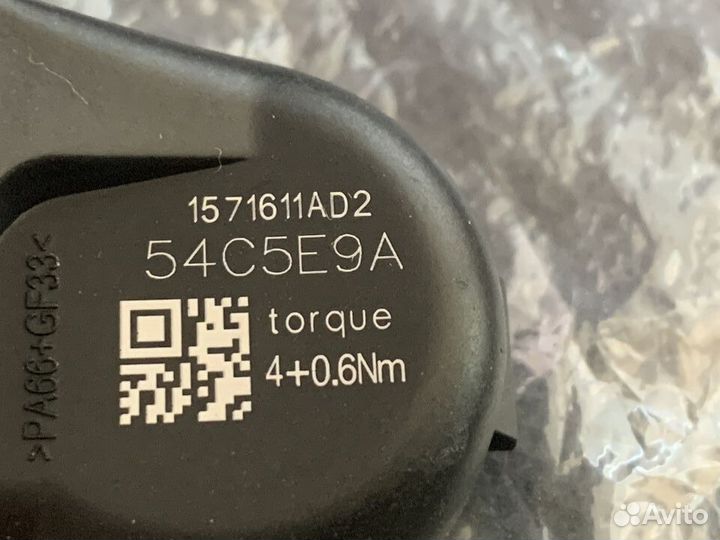 1571611AD2
54C5E9A
torque
4+0.6Nm
>PA66+GF33<
Avito